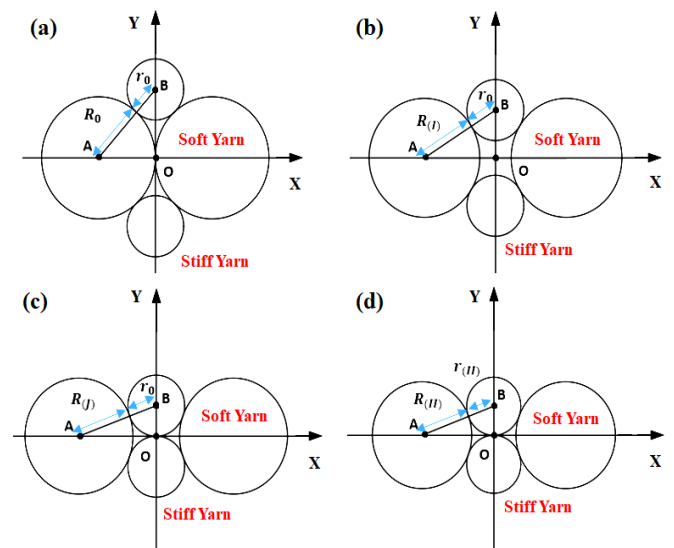 (a)
Y
r0
B
R0
A
Soft Yarn
O
X
Stiff Yarn
(b)
Y
r0
B
R(I)
A
Soft Yarn
O
X
Stiff Yarn
(c)
Y
R(J)
r0
B
A
Soft Yarn
O
X
Stiff Yarn
(d)
Y
r(II)
R(II)
B
A
Soft Yarn
O
X
Stiff Yarn